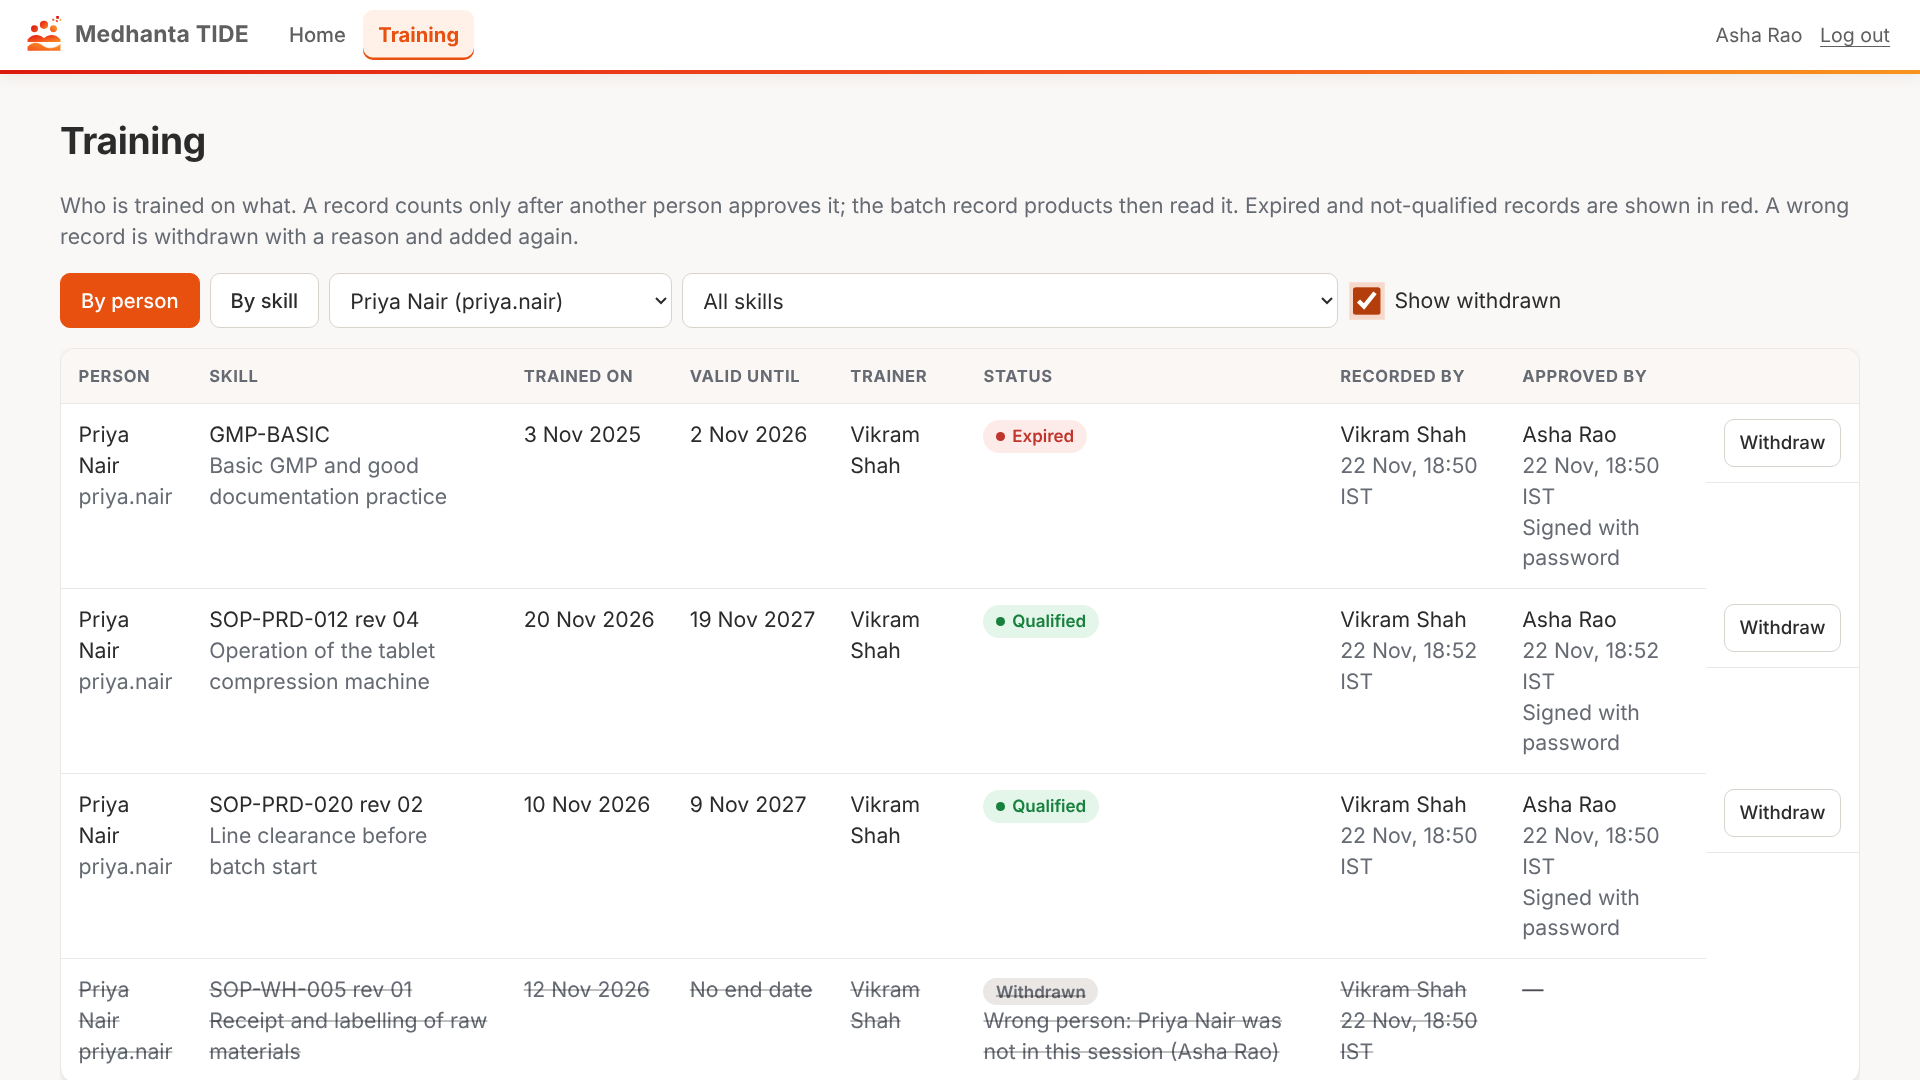 Medhanta TIDE
Home
Training
Asha Rao
Log out
Training
Who is trained on what. A record counts only after another person approves it; the batch record products then read it. Expired and not-qualified records are shown in red. A wrong
record is withdrawn with a reason and added again.
By person
By skill
Priya Nair (priya.nair)
All skills
Show withdrawn
PERSON
SKILL
TRAINED ON
VALID UNTIL
TRAINER
STATUS
RECORDED BY
APPROVED BY
Priya
Nair
priya.nair
GMP-BASIC
Basic GMP and good
documentation practice
3 Nov 2025
2 Nov 2026
Vikram
Shah
Expired
Vikram Shah
22 Nov, 18:50
IST
Asha Rao
22 Nov, 18:50
IST
Signed with
password
Withdraw
Priya
Nair
priya.nair
SOP-PRD-012 rev 04
Operation of the tablet
compression machine
20 Nov 2026
19 Nov 2027
Vikram
Shah
Qualified
Vikram Shah
22 Nov, 18:52
IST
Asha Rao
22 Nov, 18:52
IST
Signed with
password
Withdraw
Priya
Nair
priya.nair
SOP-PRD-020 rev 02
Line clearance before
batch start
10 Nov 2026
9 Nov 2027
Vikram
Shah
Qualified
Vikram Shah
22 Nov, 18:50
IST
Asha Rao
22 Nov, 18:50
IST
Signed with
password
Withdraw
Priya
Nair
priya.nair
SOP-WH-005 rev 01
Receipt and labelling of raw
materials
12 Nov 2026
No end date
Vikram
Shah
Withdrawn
Wrong person: Priya Nair was
not in this session (Asha Rao)
Vikram Shah
22 Nov, 18:50
IST
—